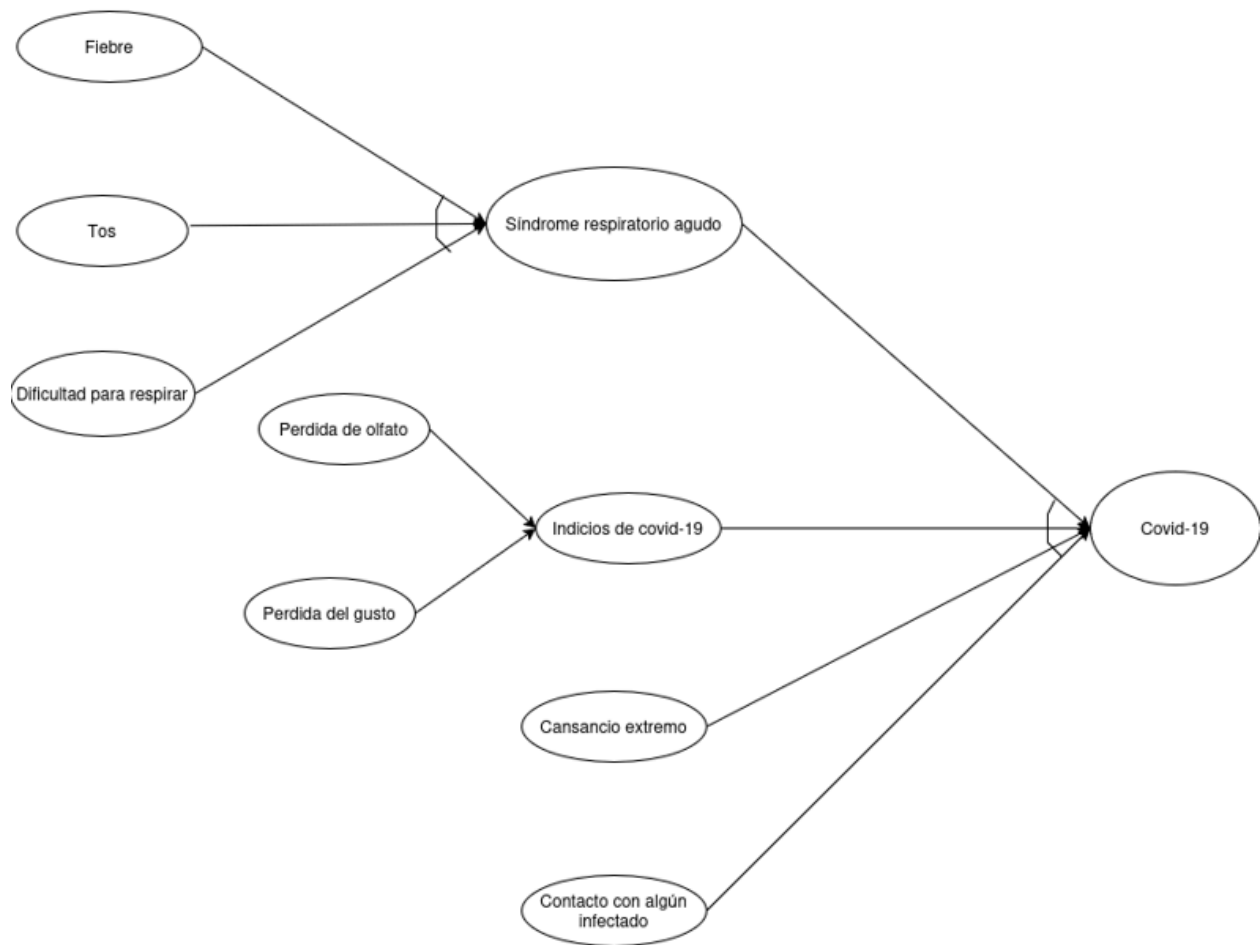 Fiebre
Tos
Síndrome respiratorio agudo
Dificultad para respirar
Perdida de olfato
Indicios de covid-19
Covid-19
Perdida del gusto
Cansancio extremo
Contacto con algún
infectado